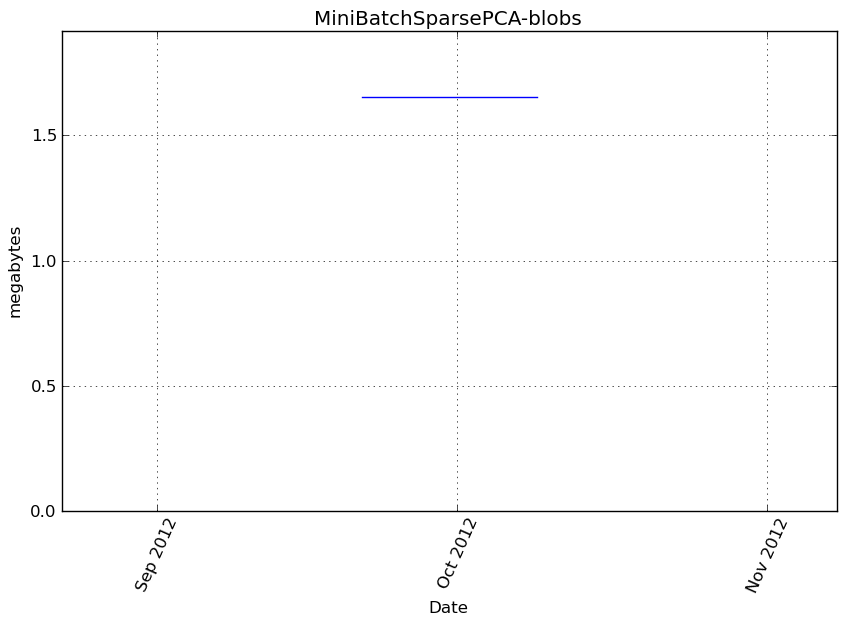 MiniBatchSparsePCA-blobs
megabytes
1.5
1.0
0.5
0.0
Sep 2012
Oct 2012
Nov 2012
Date